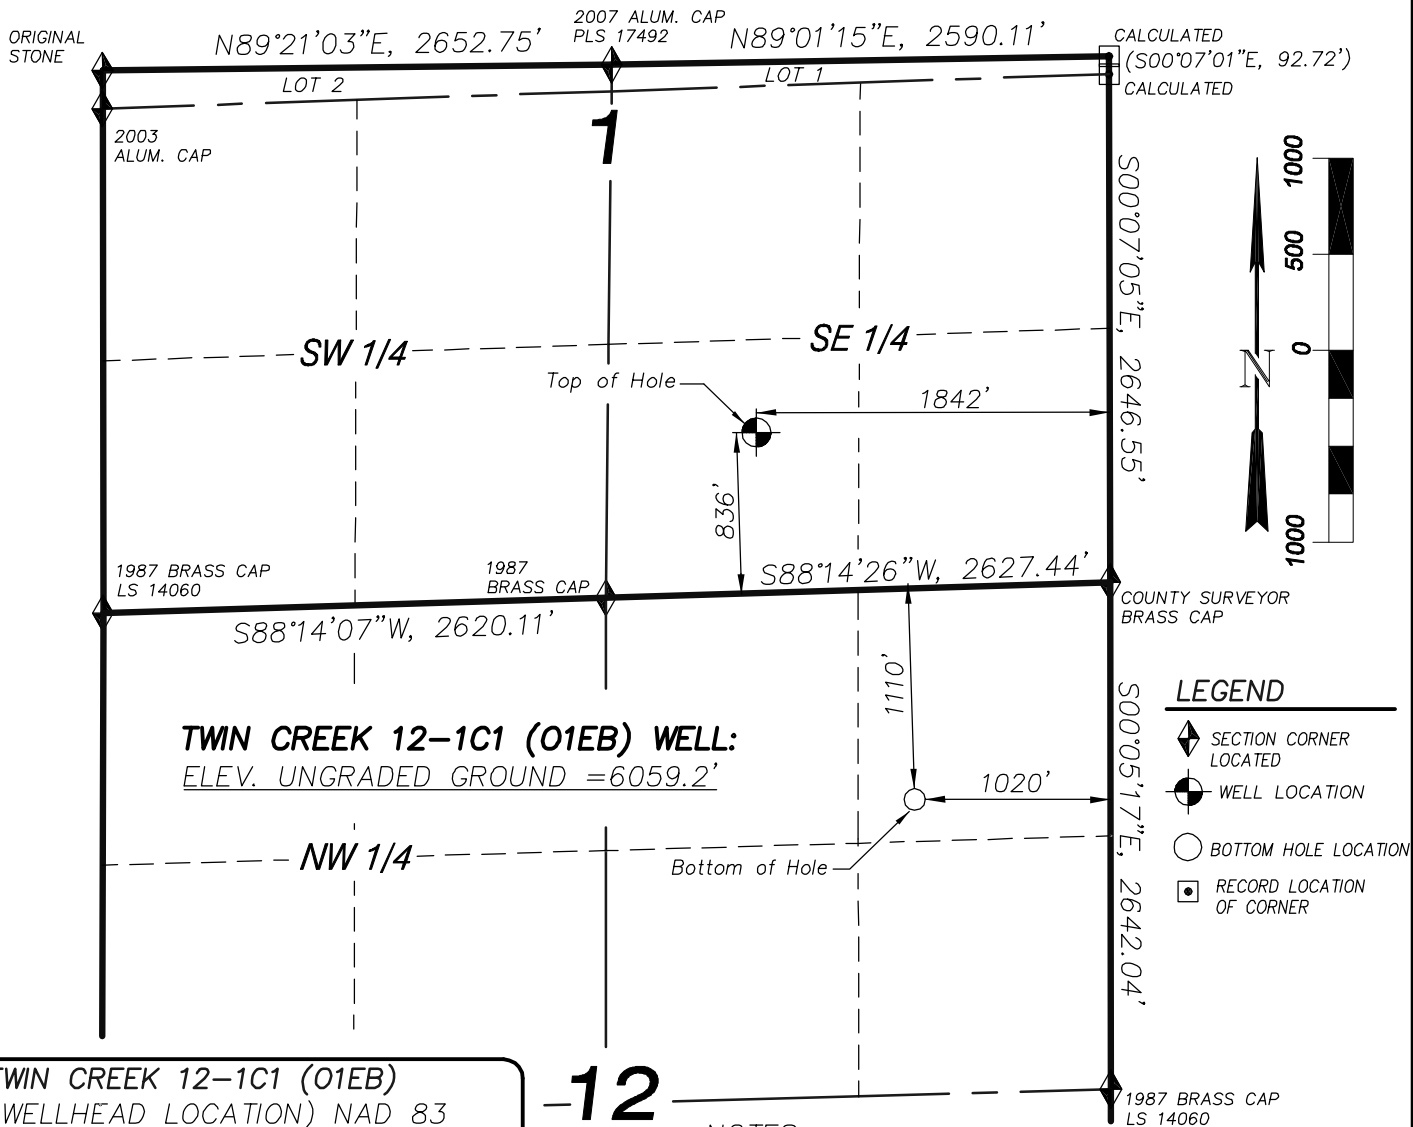 ORIGINAL
STONE
N89°21'03"E, 2652.75'
2007 ALUM. CAP
PLS 17492
N89°01'15"E, 2590.11'
CALCULATED
(S00°07'01"E, 92.72')
CALCULATED
LOT 2
LOT 1
2003
ALUM. CAP
1
S00°07'05"E, 2646.55'
1000
500
0
1000
N
SW 1/4
SE 1/4
Top of Hole
1842'
836'
1987 BRASS CAP
LS 14060
1987
BRASS CAP
S88°14'26"W, 2627.44'
S88°14'07"W, 2620.11'
COUNTY SURVEYOR
BRASS CAP
1110'
S00°05'17"E, 2642.04'
LEGEND
SECTION CORNER
LOCATED
WELL LOCATION
BOTTOM HOLE LOCATION
RECORD LOCATION
OF CORNER
TWIN CREEK 12-1C1 (O1EB) WELL:
ELEV. UNGRADED GROUND =6059.2'
1020'
NW 1/4
Bottom of Hole
TWIN CREEK 12-1C1 (O1EB)
WELLHEAD LOCATION) NAD 83
12
1987 BRASS CAP
LS 14060
NOTES